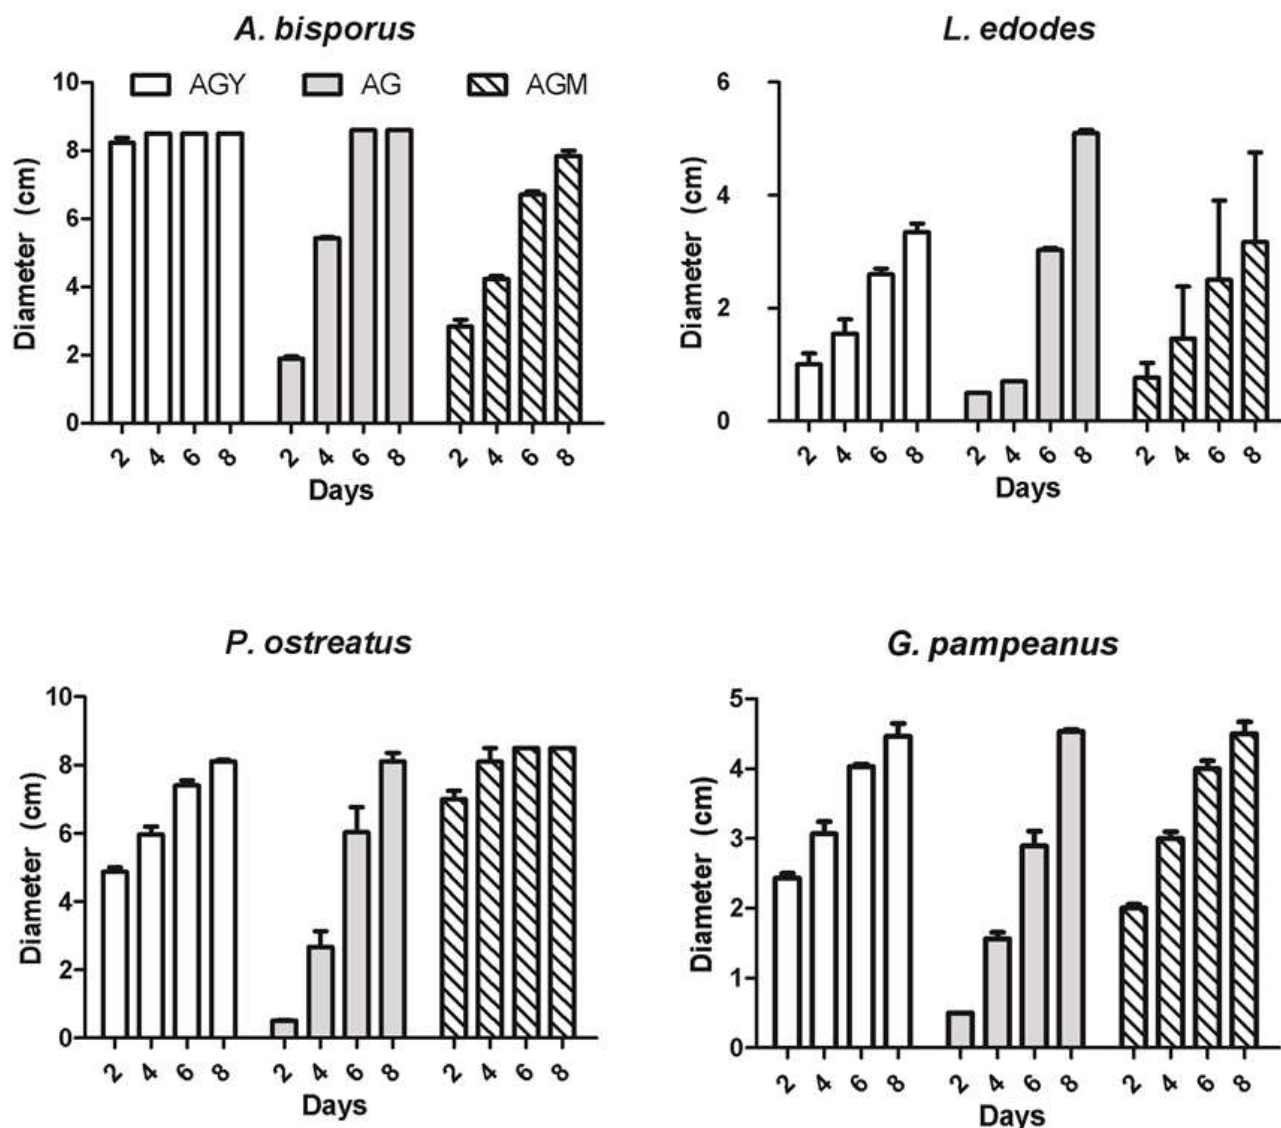 A. bisporus
AGY AG AGM
Diameter (cm)
10
8
6
4
2
0
2 4 6 8 2 4 6 8 2 4 6 8
Days
L. edodes
Diameter (cm)
6
4
2
0
2 4 6 8 2 4 6 8 2 4 6 8
Days
P. ostreatus
Diameter (cm)
10
8
6
4
2
0
2 4 6 8 2 4 6 8 2 4 6 8
Days
G. pampeanus
Diameter (cm)
5
4
3
2
1
0
2 4 6 8 2 4 6 8 2 4 6 8
Days